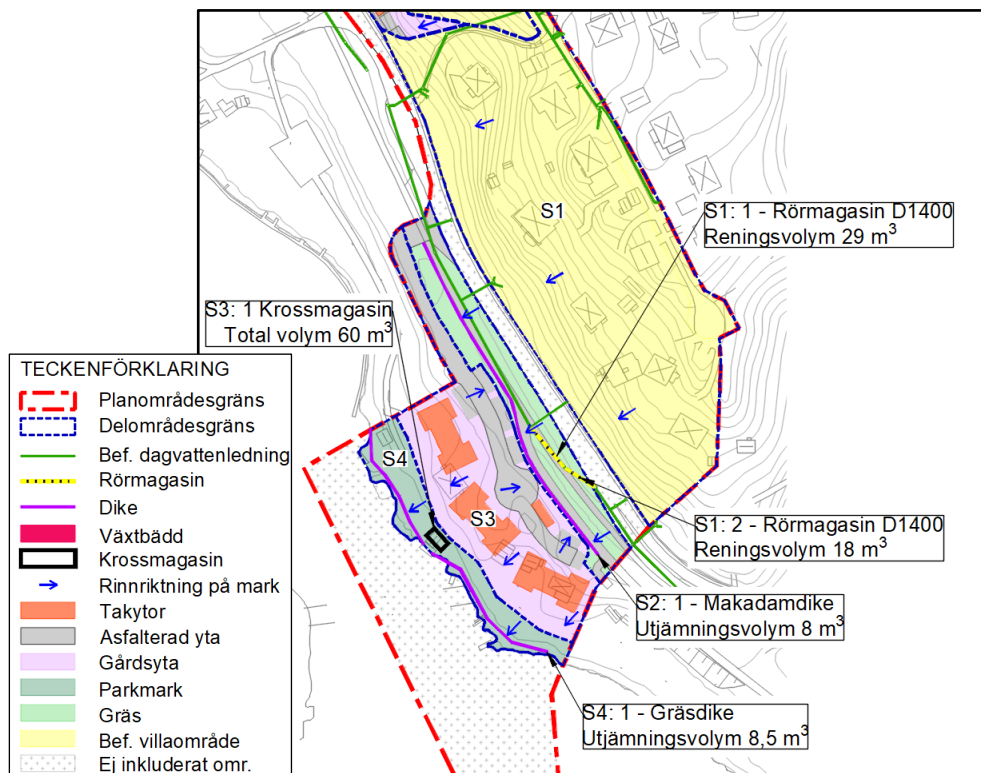 S1
S1: 1 - Rörmagasin D1400
Reningsvolym 29 m³
S3: 1 Krossmagasin
Total volym 60 m³
TECKENFÖRKLARING
Planområdesgräns
Delområdesgräns
Bef. dagvattenledning
Rörmagasin
Dike
Växtbädd
Krossmagasin
Rinnriktning på mark
Takytor
Asfalterad yta
Gårdsyta
Parkmark
Gräs
Bef. villaområde
Ej inkluderat omr.
S4
S3
S1: 2 - Rörmagasin D1400
Reningsvolym 18 m³
S2: 1 - Makadamdike
Utjämningsvolym 8 m³
S4: 1 - Gräsdike
Utjämningsvolym 8,5 m³